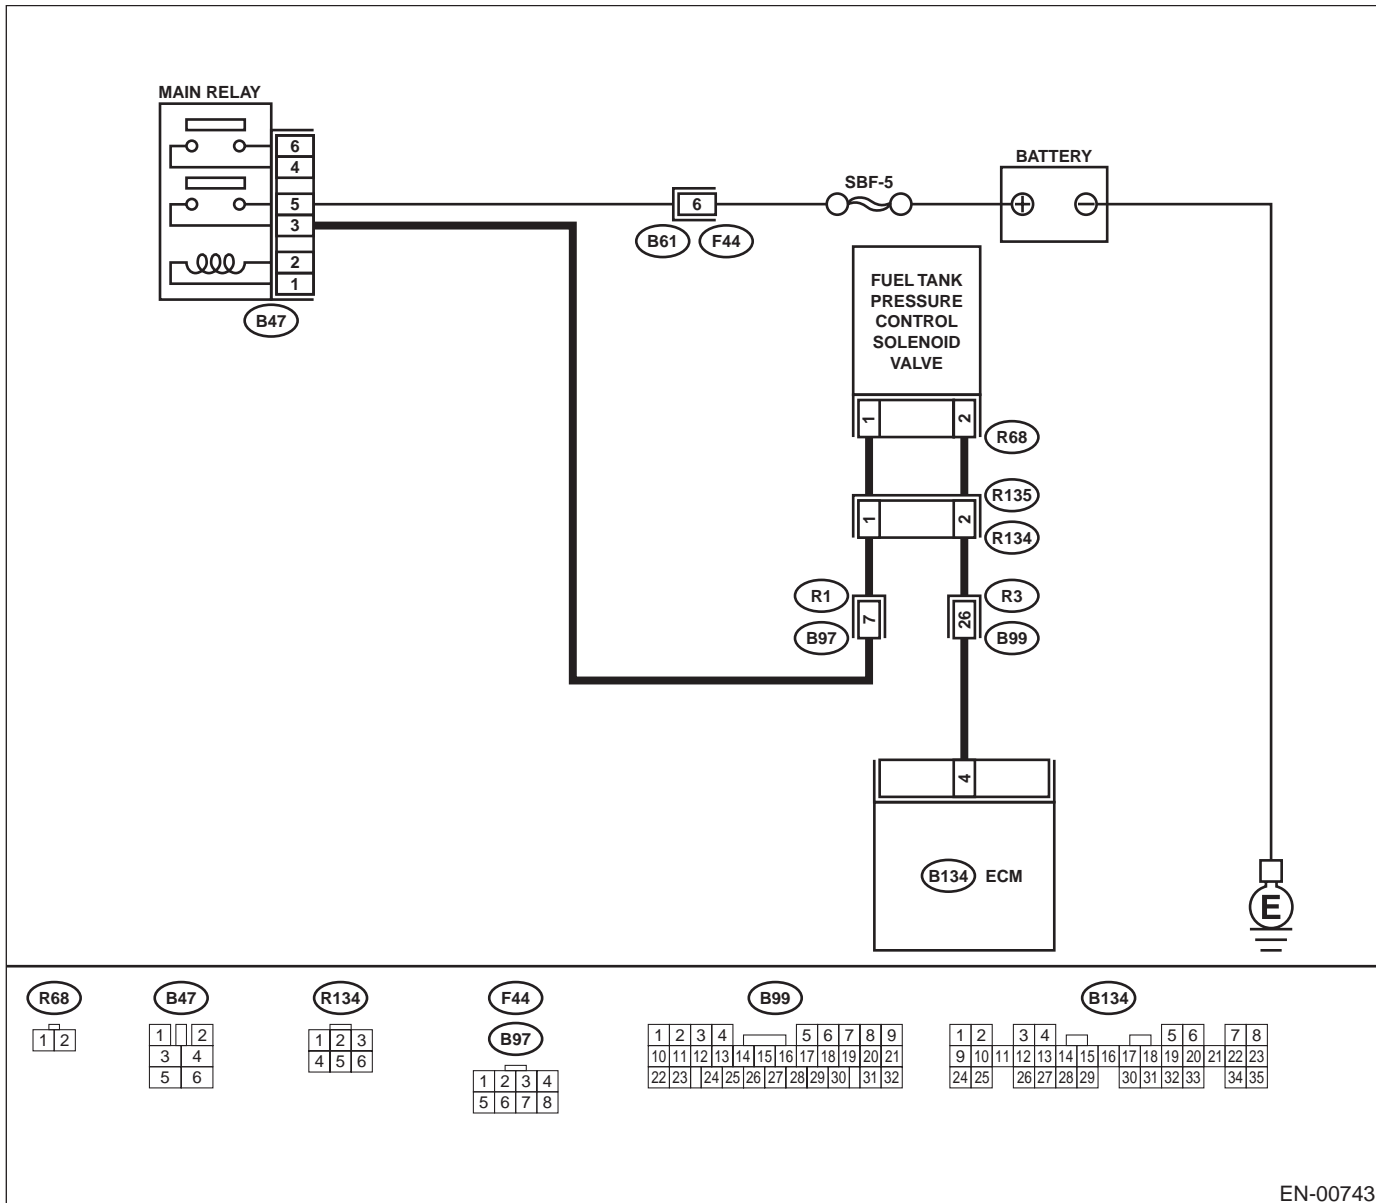 MAIN RELAY
6
4
5
3
2
1
B47
6
B61 F44
SBF-5
BATTERY
FUEL TANK
PRESSURE
CONTROL
SOLENOID
VALVE
1 2
R68
R135
1 2
R134
R1 R3
7 26
B97 B99
4
B134 ECM
E
R68
1 2
B47
1 2
3 4
5 6
R134
1 2 3
4 5 6
F44
B97
1 2 3 4
5 6 7 8
B99
1 2 3 4 5 6 7 8 9
10 11 12 13 14 15 16 17 18 19 20 21
22 23 24 25 26 27 28 29 30 31 32
B134
1 2 3 4 5 6 7 8
9 10 11 12 13 14 15 16 17 18 19 20 21 22 23
24 25 26 27 28 29 30 31 32 33 34 35
EN-00743